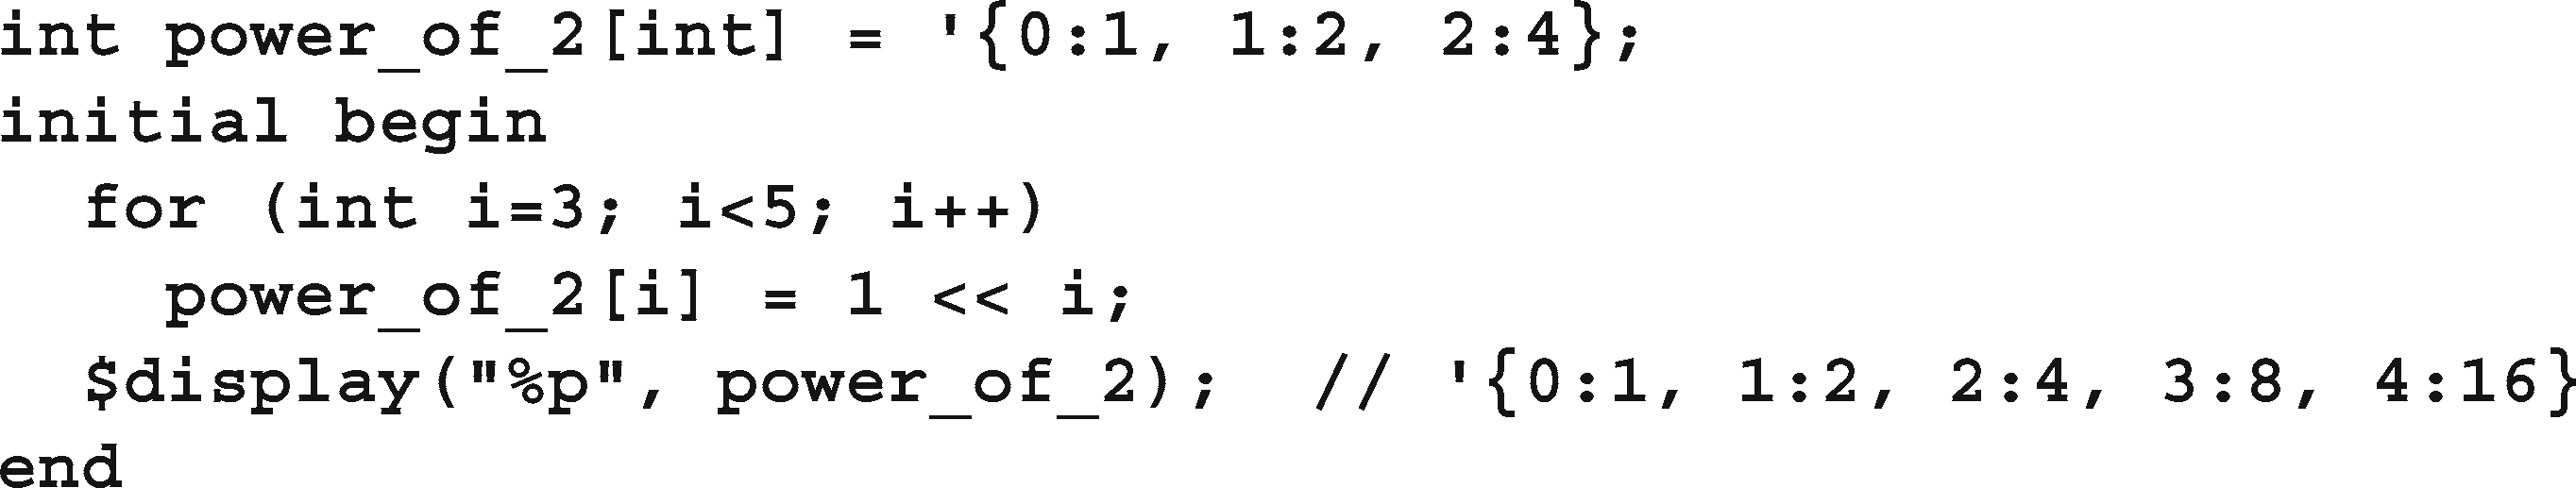 int power_of_2[int] = '{0:1, 1:2, 2:4};
initial begin
  for (int i=3; i<5; i++)
    power_of_2[i] = 1 << i;
  $display("%p", power_of_2);  // '{0:1, 1:2, 2:4, 3:8, 4:16}
end